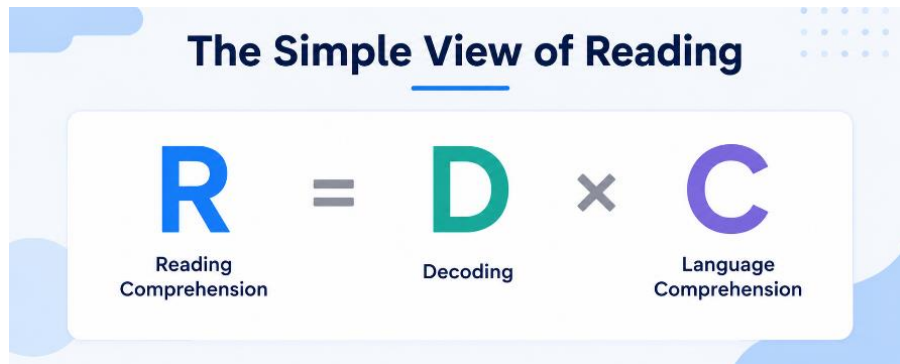 The Simple View of Reading
R = D × C
Reading
Comprehension
Decoding
Language
Comprehension